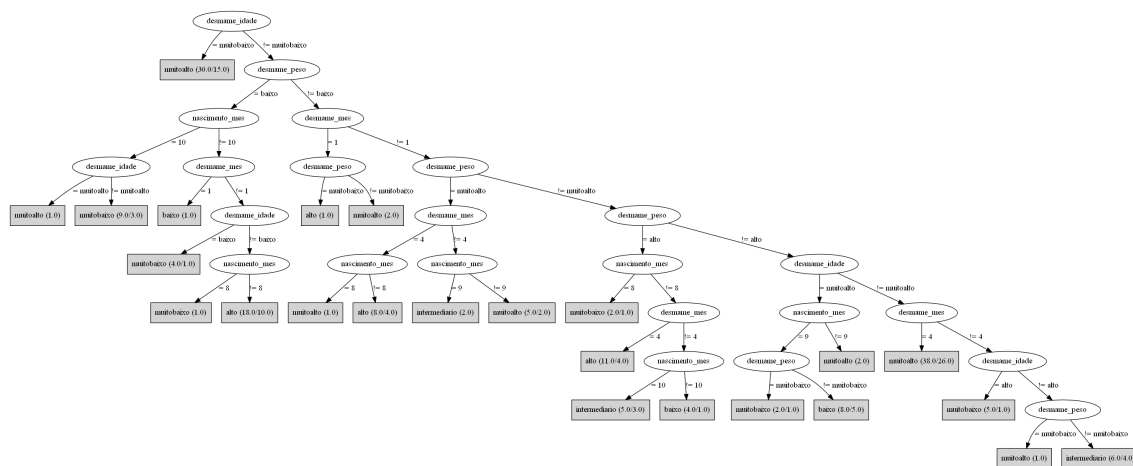 desmame_idade
= muitobaixo
!= muitobaixo
muitoalto (30.0/15.0)
desmame_peso
= baixo
!= baixo
nascimento_mes
desmame_mes
= 10
!= 10
= 1
!= 1
desmame_idade
desmame_mes
desmame_peso
desmame_peso
= muitoalto
!= muitoalto
= 1
!= 1
= muitobaixo
!= muitobaixo
= muitoalto
!= muitoalto
muitoalto (1.0)
muitobaixo (9.0/3.0)
baixo (1.0)
desmame_idade
alto (1.0)
muitoalto (2.0)
desmame_mes
desmame_peso
= baixo
!= baixo
= 4
!= 4
= alto
!= alto
muitobaixo (4.0/1.0)
nascimento_mes
nascimento_mes
nascimento_mes
nascimento_mes
desmame_idade
= 8
!= 8
= 8
!= 8
= 9
!= 9
= 8
!= 8
= muitoalto
!= muitoalto
muitobaixo (1.0)
alto (18.0/10.0)
muitoalto (1.0)
alto (8.0/4.0)
intermediario (2.0)
muitoalto (5.0/2.0)
muitobaixo (2.0/1.0)
desmame_mes
nascimento_mes
desmame_mes
= 4
!= 4
= 9
!= 9
= 4
!= 4
alto (11.0/4.0)
nascimento_mes
desmame_peso
muitoalto (2.0)
muitoalto (38.0/26.0)
desmame_idade
= 10
!= 10
= muitobaixo
!= muitobaixo
= alto
!= alto
intermediario (5.0/3.0)
baixo (4.0/1.0)
muitobaixo (2.0/1.0)
baixo (8.0/5.0)
muitobaixo (5.0/1.0)
desmame_peso
= muitobaixo
!= muitobaixo
muitoalto (1.0)
intermediario (6.0/4.0)